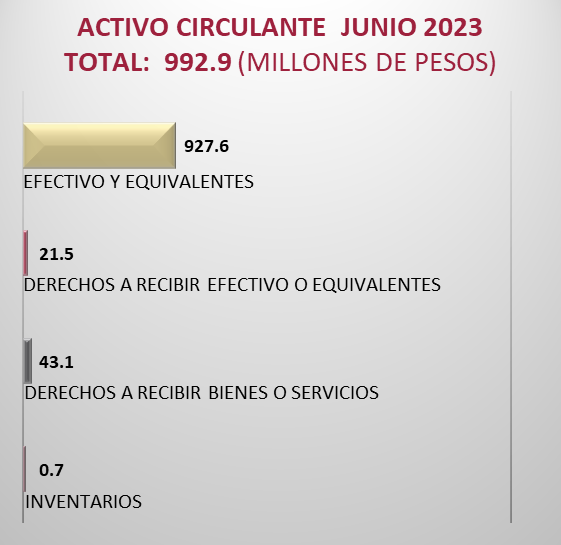 ACTIVO CIRCULANTE JUNIO 2023
TOTAL: 992.9 (MILLONES DE PESOS)
927.6
EFECTIVO Y EQUIVALENTES
21.5
DERECHOS A RECIBIR EFECTIVO O EQUIVALENTES
43.1
DERECHOS A RECIBIR BIENES O SERVICIOS
0.7
INVENTARIOS